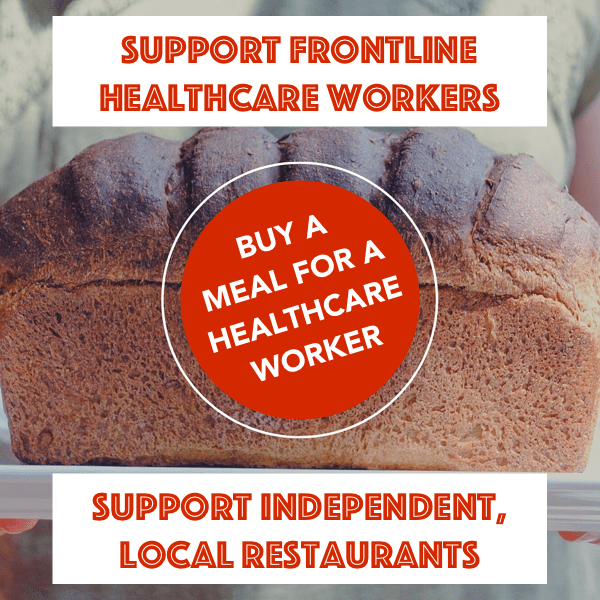 SUPPORT FRONTLINE
HEALTHCARE WORKERS
BUY A
MEAL FOR A
HEALTHCARE
WORKER
SUPPORT INDEPENDENT,
LOCAL RESTAURANTS